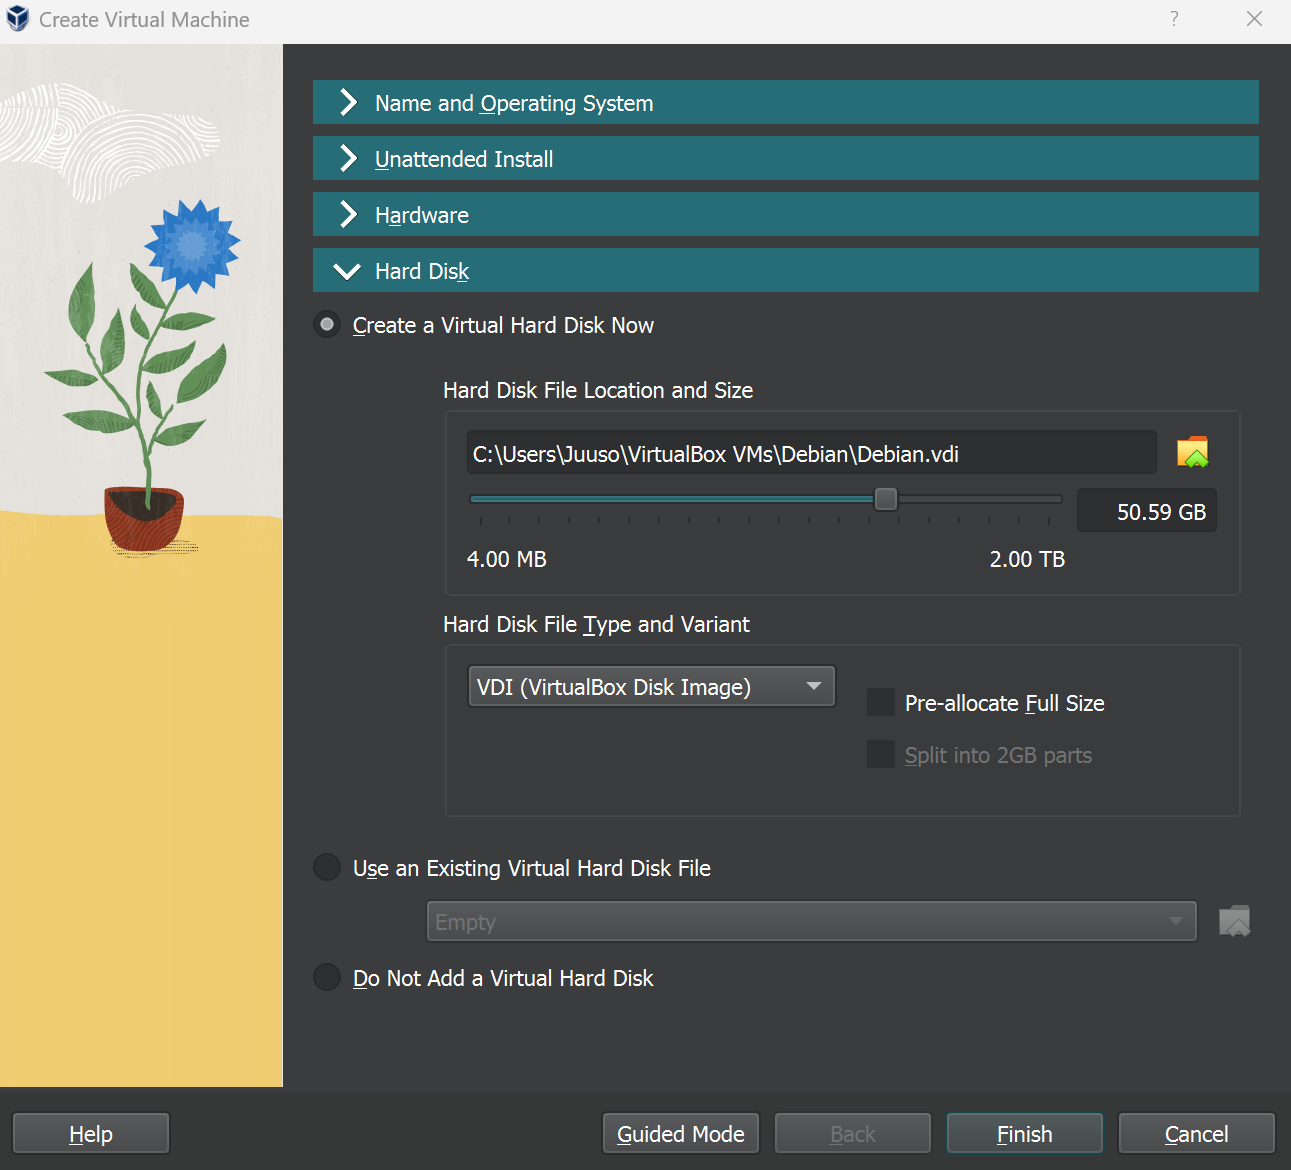 Create Virtual Machine
?
Name and Operating System
Unattended Install
Hardware
Hard Disk
Create a Virtual Hard Disk Now
Hard Disk File Location and Size
C:\Users\Juuso\VirtualBox VMs\Debian\Debian.vdi
50.59 GB
4.00 MB 2.00 TB
Hard Disk File Type and Variant
VDI (VirtualBox Disk Image)
Pre-allocate Full Size
Split into 2GB parts
Use an Existing Virtual Hard Disk File
Empty
Do Not Add a Virtual Hard Disk
Help Guided Mode Back Finish Cancel